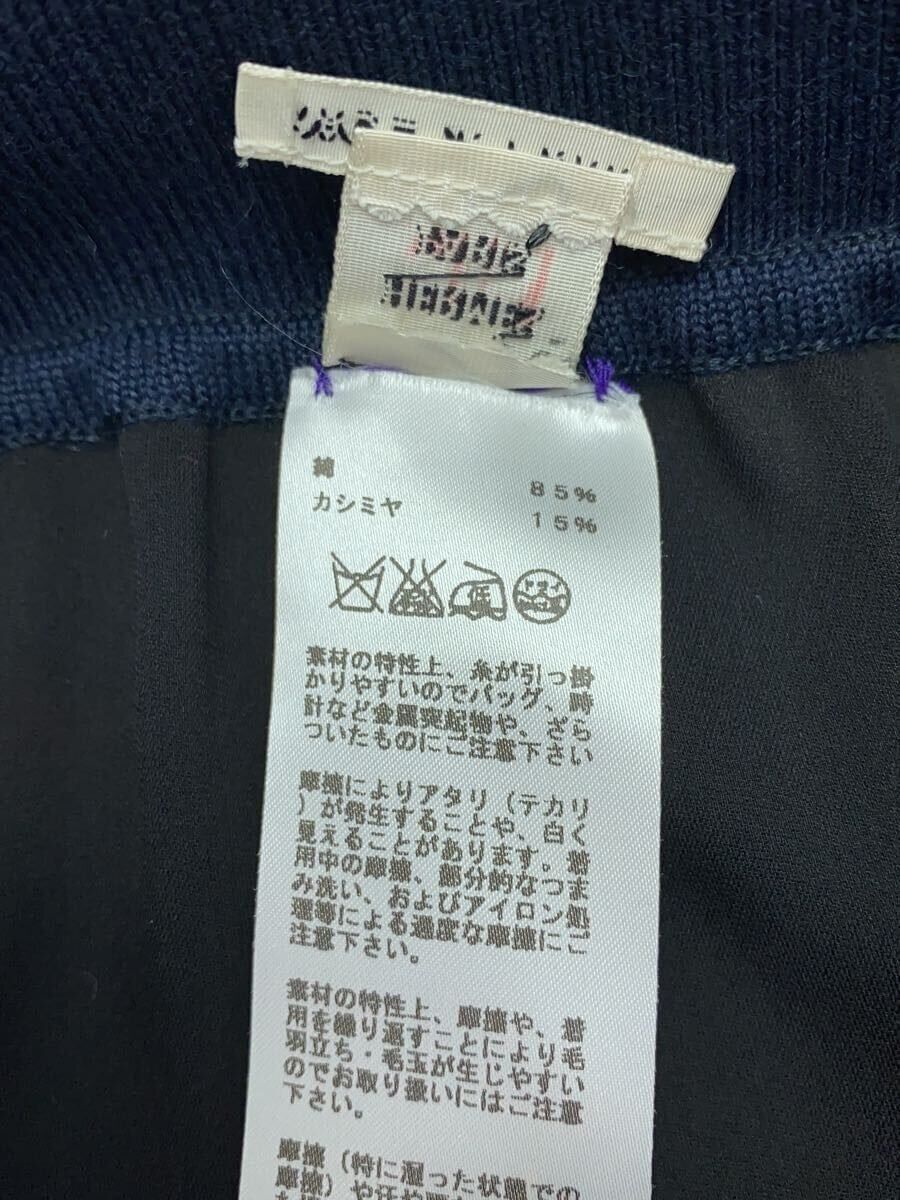 綿 85%
カシミヤ 15%
素材の特性上、糸が引っ掛
かりやすいのでバッグ、時
計など金属突起物や、ざら
ついたものにご注意下さい
摩擦によりアタリ(テカリ
)が発生することや、白く
見えることがあります。着
用中の摩擦、部分的なつま
み洗い、およびアイロン処
理等による過度な摩擦にご
注意下さい。
素材の特性上、摩擦や、着
用を繰り返すことにより毛
羽立ち・毛玉が生じやすい
のでお取り扱いにはご注意
下さい。
摩擦(特に湿った状態での
摩擦)や汗や